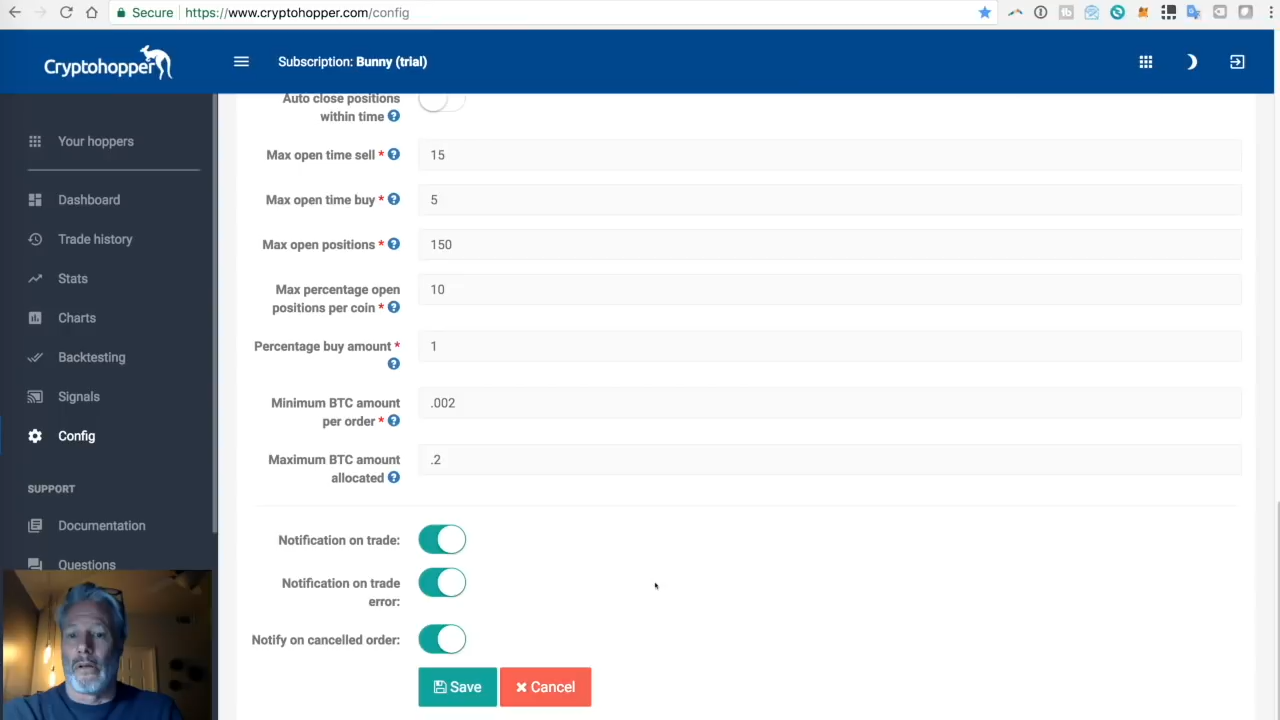 Secure
https://www.cryptohopper.com/config
Cryptohopper
Subscription: Bunny (trial)
Your hoppers
Dashboard
Trade history
Stats
Charts
Backtesting
Signals
Config
SUPPORT
Documentation
Questions
Auto close positions
within time
Max open time sell *
15
Max open time buy *
5
Max open positions *
150
Max percentage open
positions per coin *
10
Percentage buy amount *
1
Minimum BTC amount
per order *
.002
Maximum BTC amount
allocated
.2
Notification on trade:
Notification on trade
error:
Notify on cancelled order:
Save
Cancel